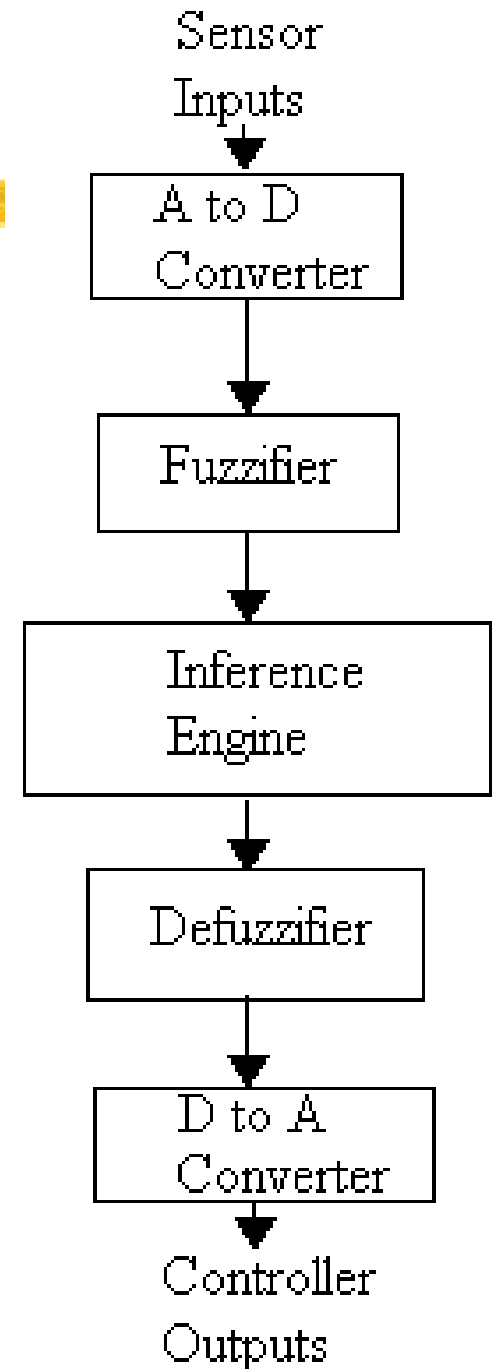 Sensor
Inputs
A to D
Converter
Fuzzifier
Inference
Engine
Defuzzifier
D to A
Converter
Controller
Outputs